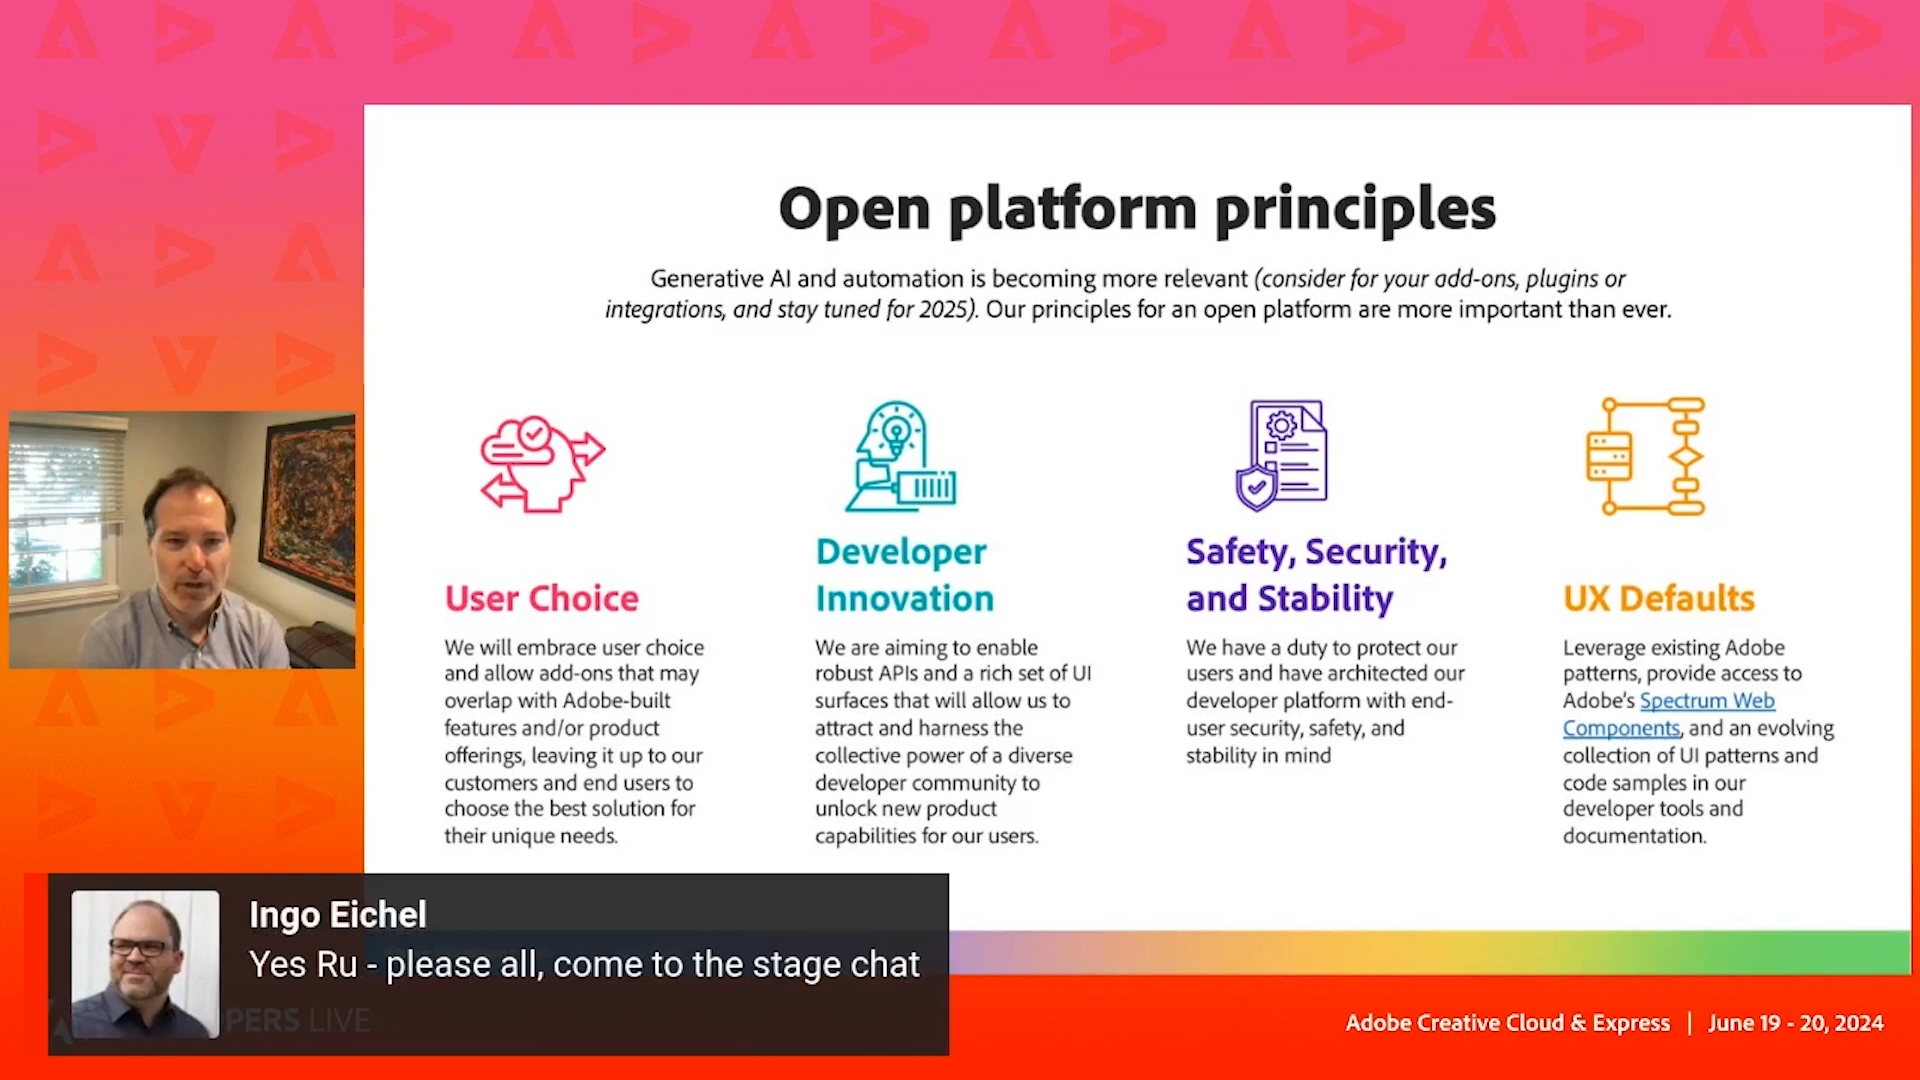 Open platform principles
Generative AI and automation is becoming more relevant (consider for your add-ons, plugins or
integrations, and stay tuned for 2025). Our principles for an open platform are more important than ever.
User Choice
We will embrace user choice
and allow add-ons that may
overlap with Adobe-built
features and/or product
offerings, leaving it up to our
customers and end users to
choose the best solution for
their unique needs.
Developer
Innovation
We are aiming to enable
robust APIs and a rich set of UI
surfaces that will allow us to
attract and harness the
collective power of a diverse
developer community to
unlock new product
capabilities for our users.
Safety, Security,
and Stability
We have a duty to protect our
users and have architected our
developer platform with end-
user security, safety, and
stability in mind
UX Defaults
Leverage existing Adobe
patterns, provide access to
Adobe's Spectrum Web
Components, and an evolving
collection of UI patterns and
code samples in our
developer tools and
documentation.
Ingo Eichel
Yes Ru - please all, come to the stage chat
PERS LIVE
Adobe Creative Cloud & Express | June 19 - 20, 2024